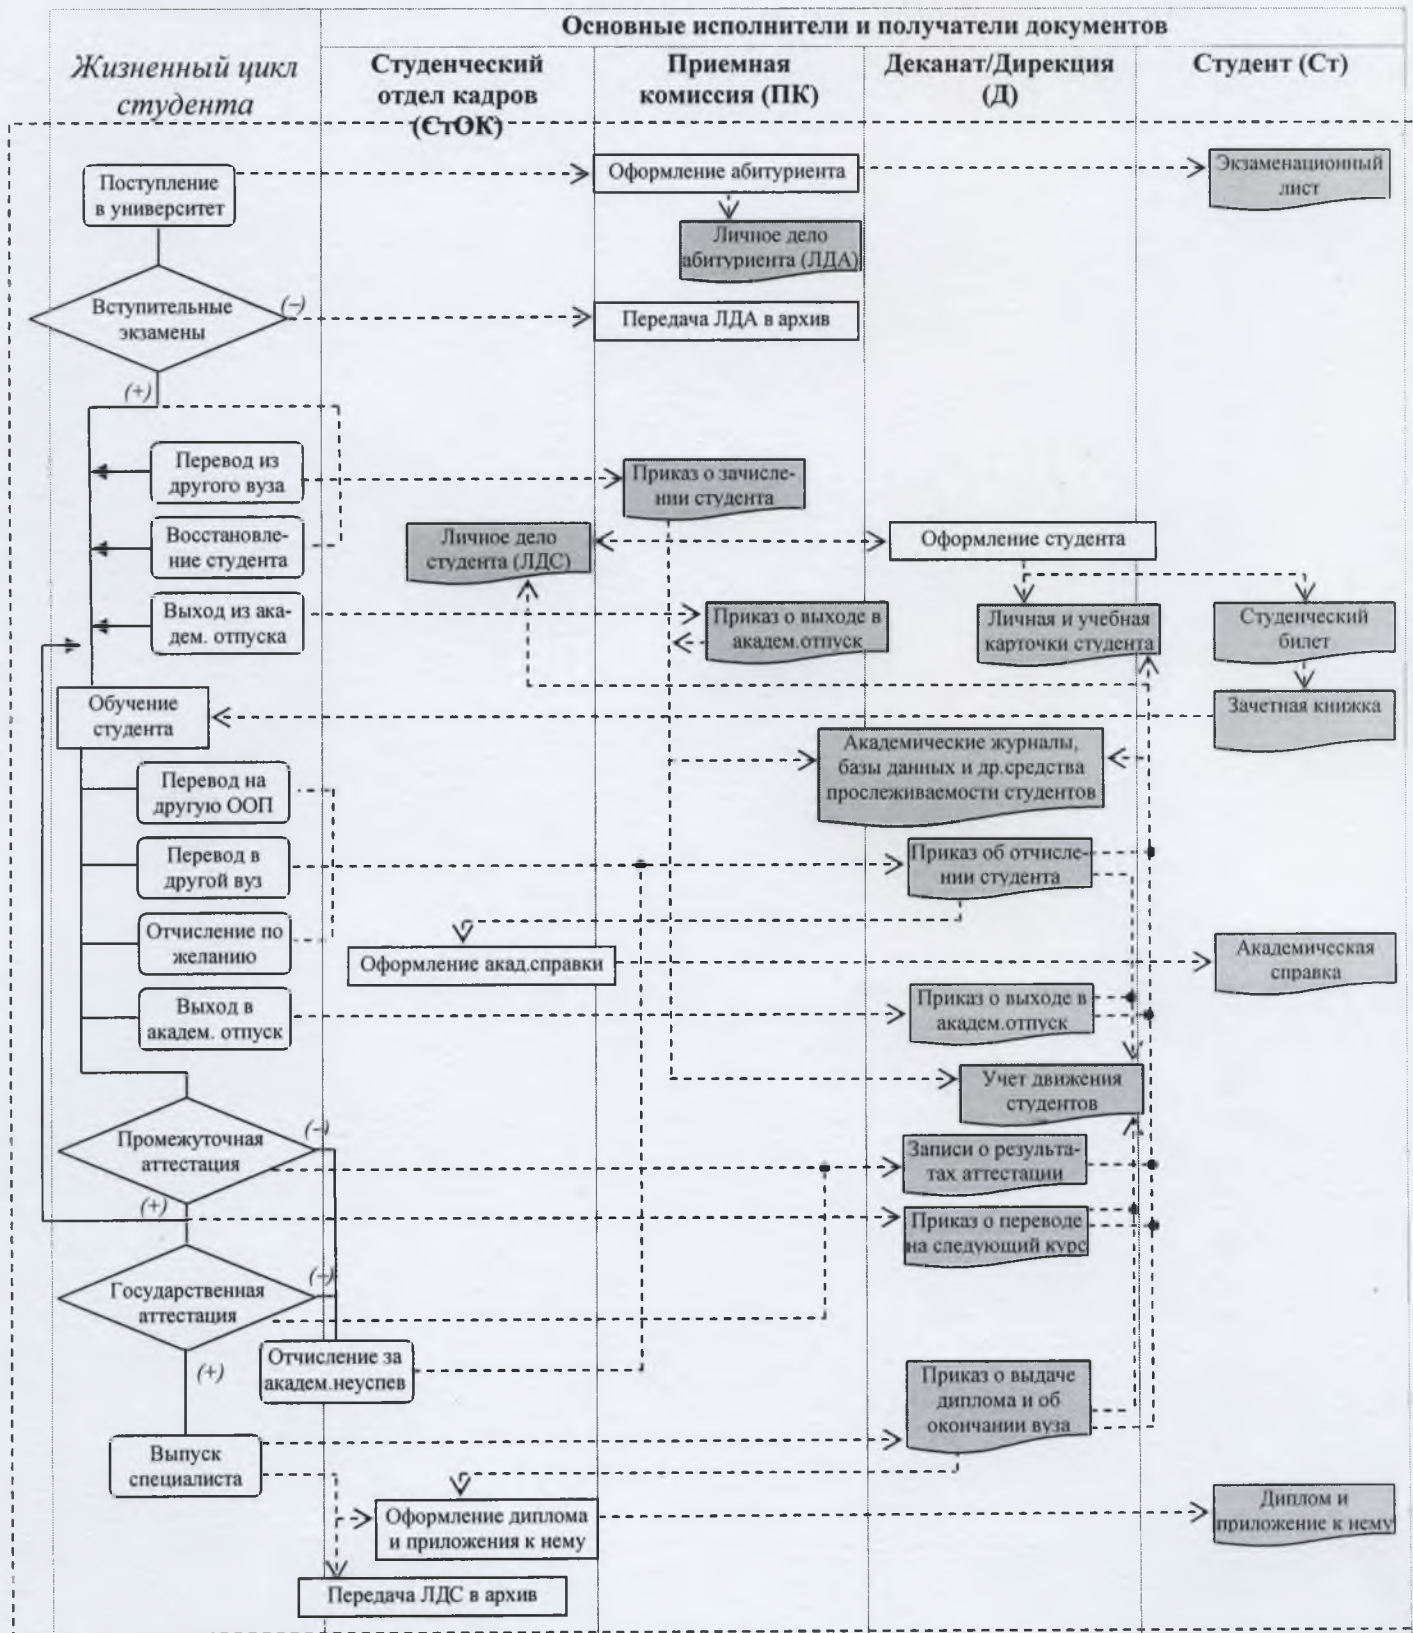 Основные исполнители и получатели документов
Жизненный цикл
студента
Студенческий
отдел кадров
(СтОК)
Приемная
комиссия (ПК)
Деканат/Дирекция
(Д)
Студент (Ст)
Поступление
в университет
Оформление абитуриента
Экзаменационный
лист
Личное дело
абитуриента (ЛДА)
Вступительные
экзамены
(–)
Передача ЛДА в архив
(+)
Перевод из
другого вуза
Приказ о зачисле-
нии студента
Восстановле-
ние студента
Личное дело
студента (ЛДС)
Оформление студента
Выход из ака-
дем. отпуска
Приказ о выходе в
академ.отпуск
Личная и учебная
карточки студента
Студенческий
билет
Обучение
студента
Зачетная книжка
Академические журналы,
базы данных и др.средства
прослеживаемости студентов
Перевод на
другую ООП
Перевод в
другой вуз
Приказ об отчисле-
нии студента
Отчисление по
желанию
Оформление акад.справки
Академическая
справка
Выход в
академ. отпуск
Приказ о выходе в
академ.отпуск
Учет движения
студентов
Промежуточная
аттестация
(–)
Записи о результа-
тах аттестации
(+)
Приказ о переводе
на следующий курс
Государственная
аттестация
(–)
(+)
Отчисление за
академ.неуспев
Приказ о выдаче
диплома и об
окончании вуза
Выпуск
специалиста
Оформление диплома
и приложения к нему
Диплом и
приложение к нему
Передача ЛДС в архив